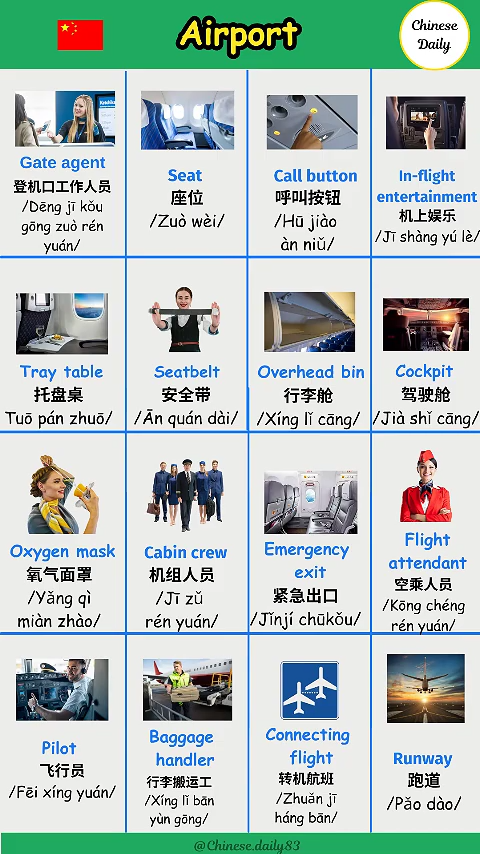 Airport
Chinese
Daily
Gate agent
登机口工作人员
/Dēng jī kǒu
gōng zuò rén
yuán/
Seat
座位
/Zuò wèi/
Call button
呼叫按钮
/Hū jiào
àn niǔ/
In-flight
entertainment
机上娱乐
/Jī shàng yú lè/
Tray table
托盘桌
Tuō pán zhuō/
Seatbelt
安全带
/Ān quán dài/
Overhead bin
行李舱
/Xíng lǐ cāng/
Cockpit
驾驶舱
/Jià shǐ cāng/
Oxygen mask
氧气面罩
/Yǎng qì
miàn zhào/
Cabin crew
机组人员
/Jī zǔ
rén yuán/
Emergency
exit
紧急出口
/Jǐnjí chūkǒu/
Flight
attendant
空乘人员
/Kōng chéng
rén yuán/
Pilot
飞行员
/Fēi xíng yuán/
Baggage
handler
行李搬运工
/Xíng lǐ bān
yùn gōng/
Connecting
flight
转机航班
/Zhuǎn jī
háng bān/
Runway
跑道
/Pǎo dào/
@Chinese.daily83